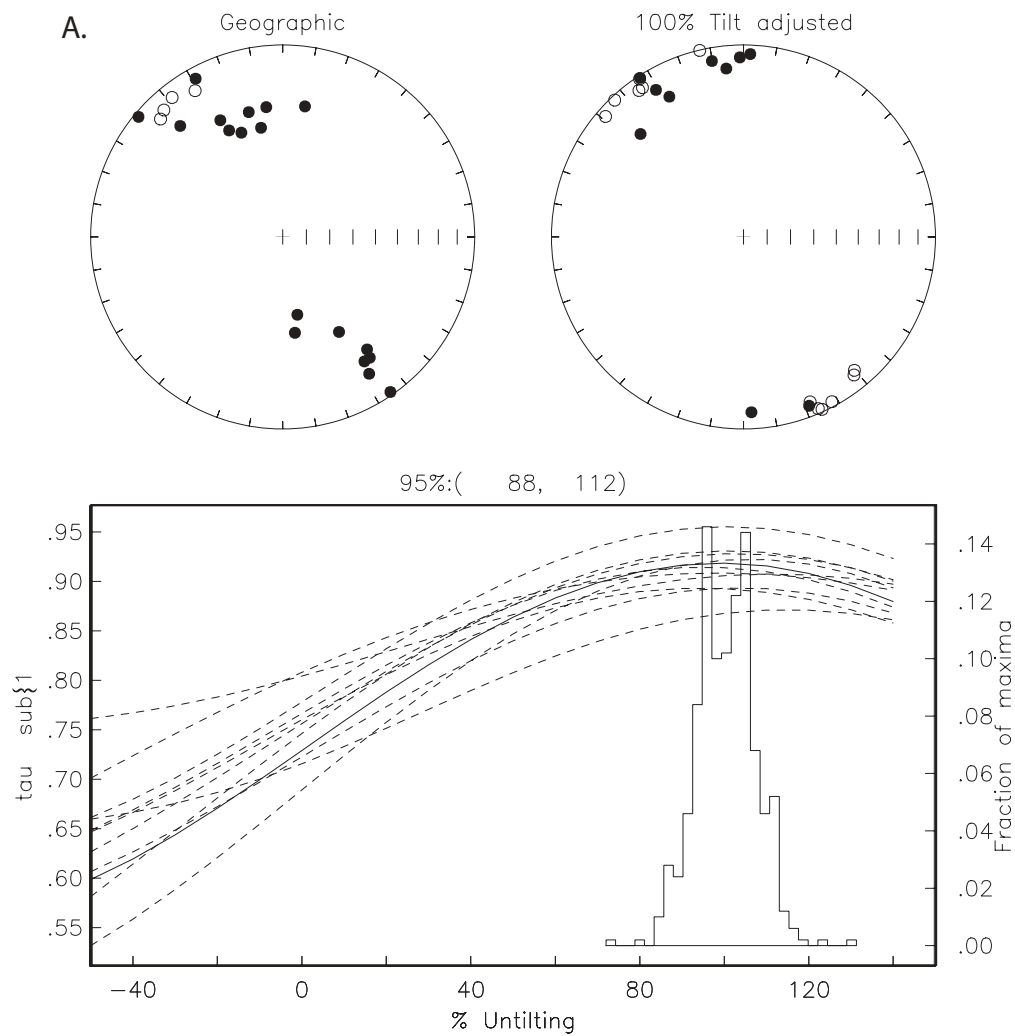 A.
Geographic
100% Tilt adjusted
95%:( 88, 112)
.95
.90
.85
.80
.75
.70
.65
.60
.55
tau sub}1
.14
.12
.10
.08
.06
.04
.02
.00
Fraction of maxima
−40 0 40 80 120
% Untilting